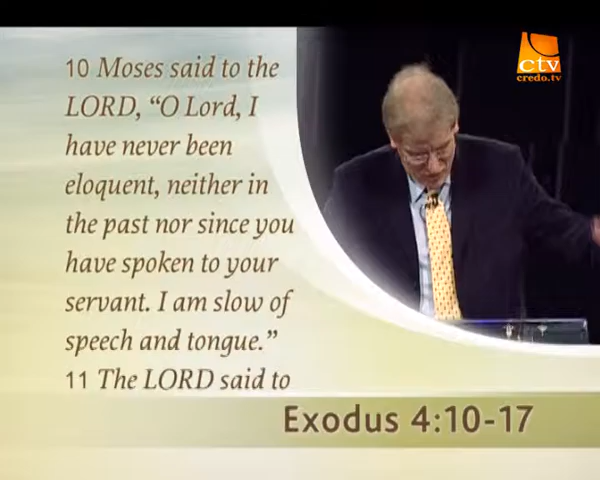 10 Moses said to the
LORD, “O Lord, I
have never been
eloquent, neither in
the past nor since you
have spoken to your
servant. I am slow of
speech and tongue.”
11 The LORD said to
Exodus 4:10-17
ctv
credo.tv